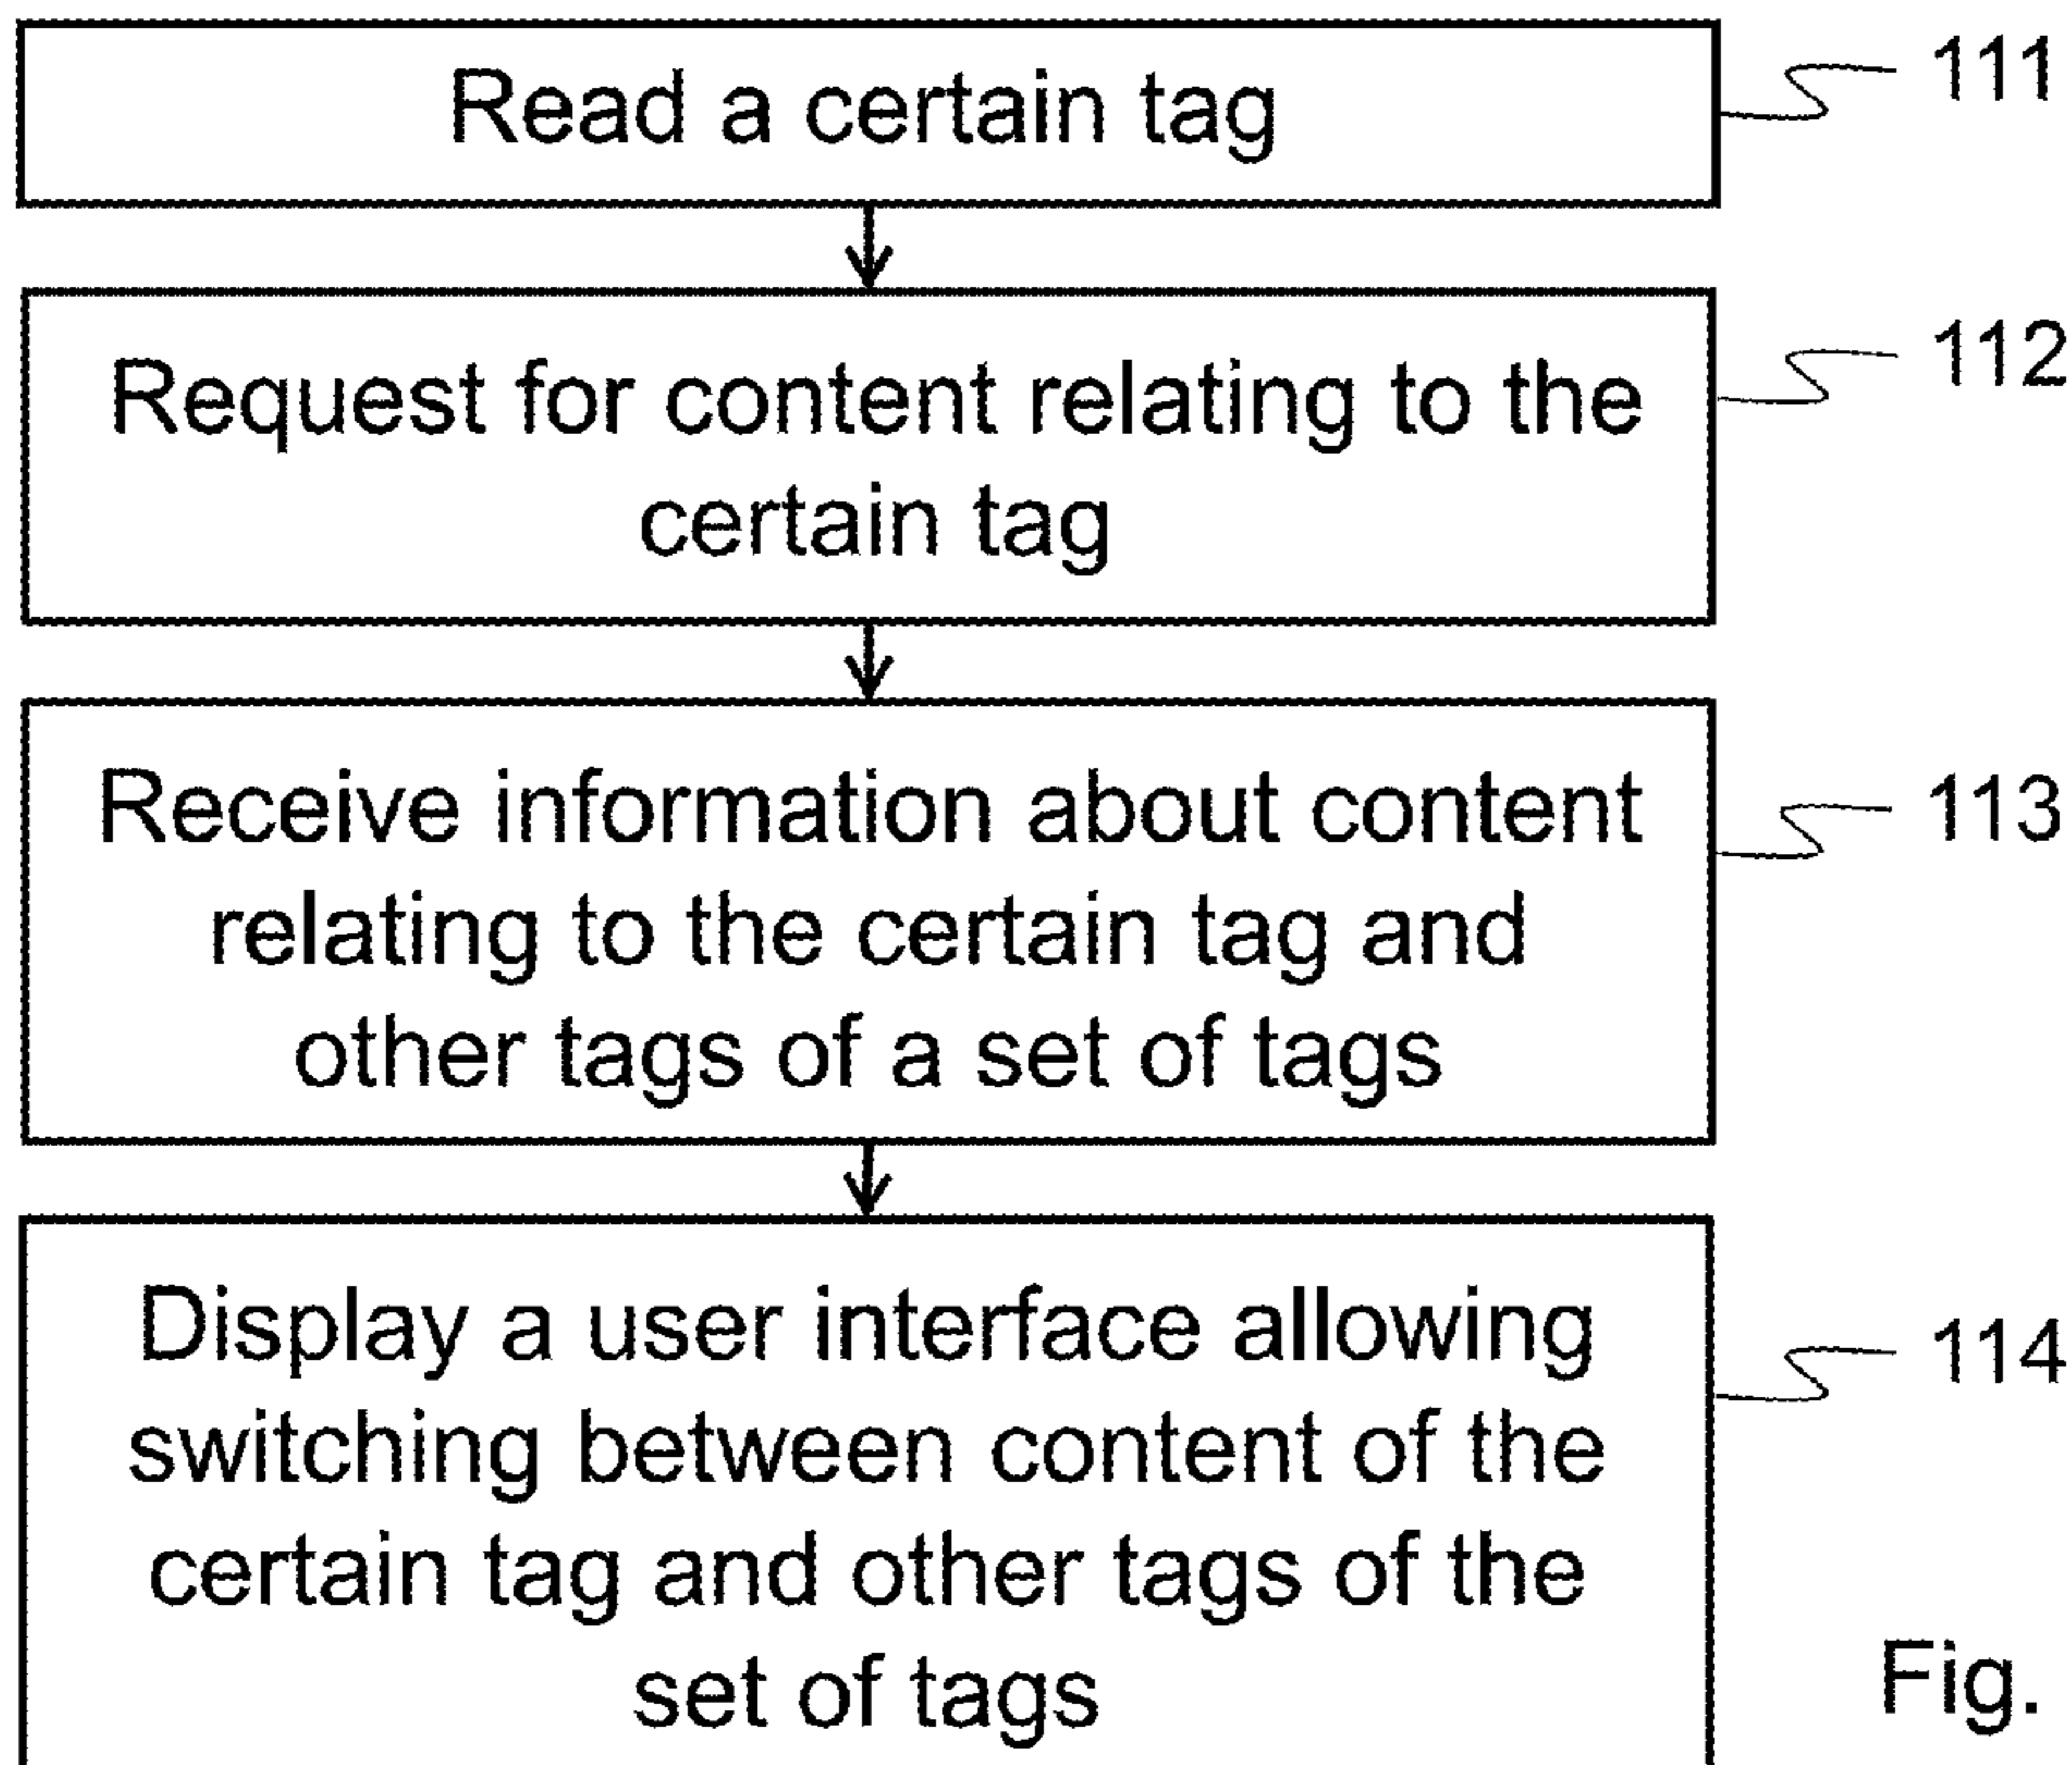 Read a certain tag
111
Request for content relating to the
certain tag
112
Receive information about content
relating to the certain tag and
other tags of a set of tags
113
Display a user interface allowing
switching between content of the
certain tag and other tags of the
set of tags
114
Fig.